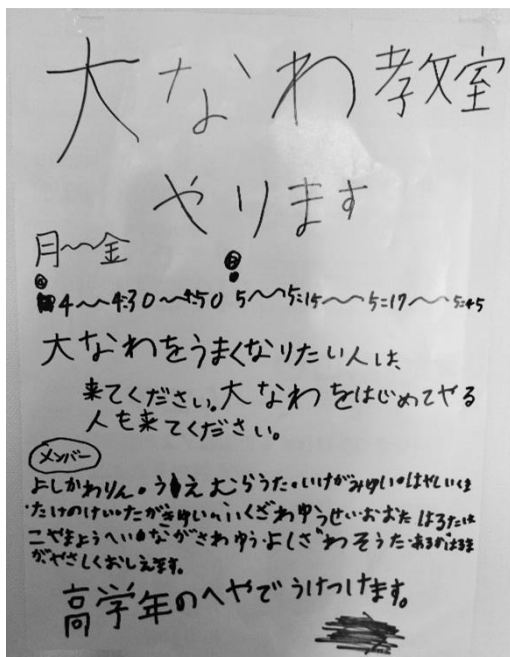 大なわ教室
やります
月〜金
4〜4:30〜4:50 5〜5:15〜5:17〜5:45
大なわをうまくなりたい人は、
来てください。大なわをはじめてやる
人も来てください。
メンバー
よしかわりん。うえむらうた。いけがみゆい。はやしいくま
・たけのけい・たがきゆい・ふくざわゆうせい・おおた はるた
こやまようへい・ながさわゆう・よしざわそうた・
がやさしくおしえます。
高学年のへやでうけつけます。